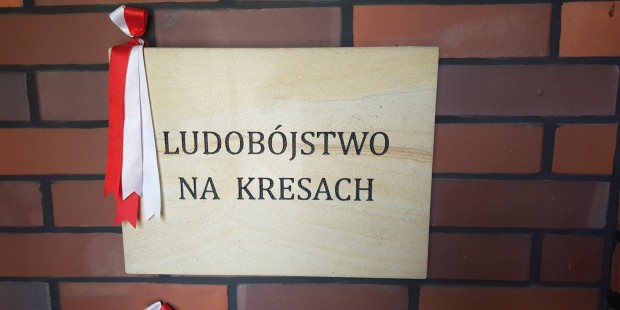 LUDOBÓJSTWO
NA KRESACH